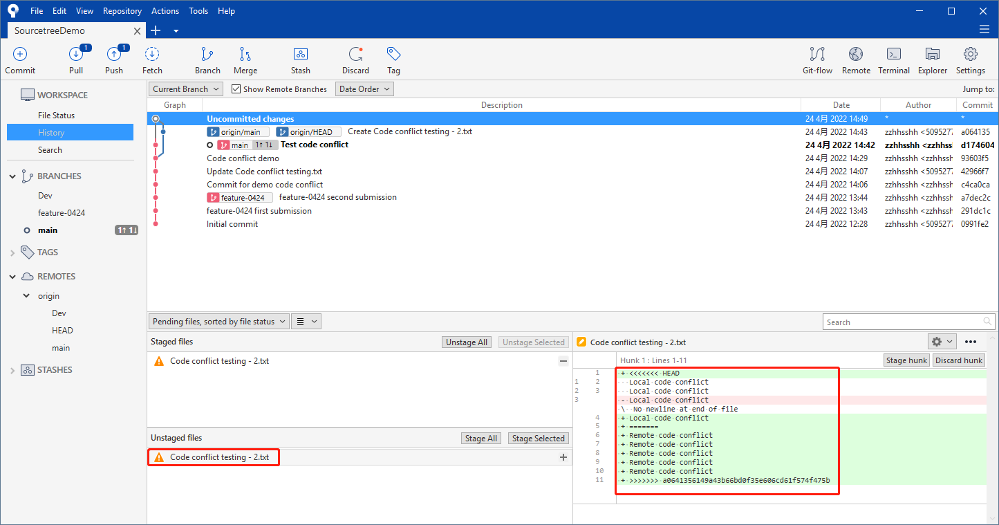 File Edit View Repository Actions Tools Help
SourcetreeDemo
1 1
Commit Pull Push Fetch Branch Merge Stash Discard Tag Git-flow Remote Terminal Explorer Settings
WORKSPACE
File Status
History
Search
BRANCHES
Dev
feature-0424
main 1↑ 1↓
TAGS
REMOTES
origin
Dev
HEAD
main
STASHES
Current Branch Show Remote Branches Date Order Jump to:
Graph Description Date Author Commit
Uncommitted changes 24 4月 2022 14:49 * *
origin/main origin/HEAD Create Code conflict testing - 2.txt 24 4月 2022 14:43 zzhhsshh <5095277 a064135
main 1↑ 1↓ Test code conflict 24 4月 2022 14:42 zzhhsshh <zzhhssh d174604
Code conflict demo 24 4月 2022 14:29 zzhhsshh <zzhhssh 93603f5
Update Code conflict testing.txt 24 4月 2022 14:07 zzhhsshh <5095277 42966f7
Commit for demo code conflict 24 4月 2022 14:06 zzhhsshh <zzhhssh c4ca0ca
feature-0424 feature-0424 second submission 24 4月 2022 13:44 zzhhsshh <zzhhssh a7dec2c
feature-0424 first submission 24 4月 2022 13:43 zzhhsshh <zzhhssh 291dc1c
Initial commit 24 4月 2022 12:28 zzhhsshh <5095277 0991fe2
Pending files, sorted by file status Search
Staged files Unstage All Unstage Selected
Code conflict testing - 2.txt
Unstaged files Stage All Stage Selected
Code conflict testing - 2.txt
Code conflict testing - 2.txt
Hunk 1 : Lines 1-11 Stage hunk Discard hunk
1 + <<<<<<< HEAD
1 2 Local code conflict
2 3 Local code conflict
3 - Local code conflict
\ No newline at end of file
4 + Local code conflict
5 + =======
6 + Remote code conflict
7 + Remote code conflict
8 + Remote code conflict
9 + Remote code conflict
10 + Remote code conflict
11 + >>>>>>> a0641356149a43b66bd0f35e606cd61f574f475b